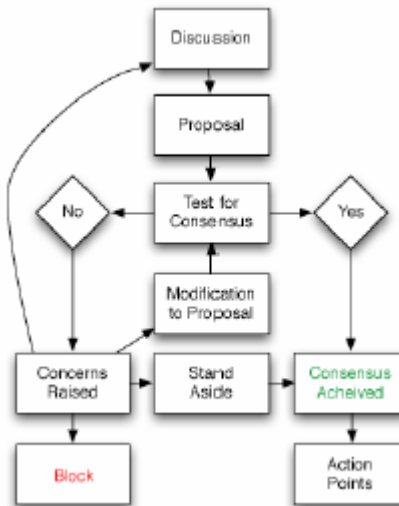 Discussion
Proposal
No
Test for
Consensus
Yes
Modification
to Proposal
Concerns
Raised
Stand
Aside
Consensus
Acheived
Block
Action
Points